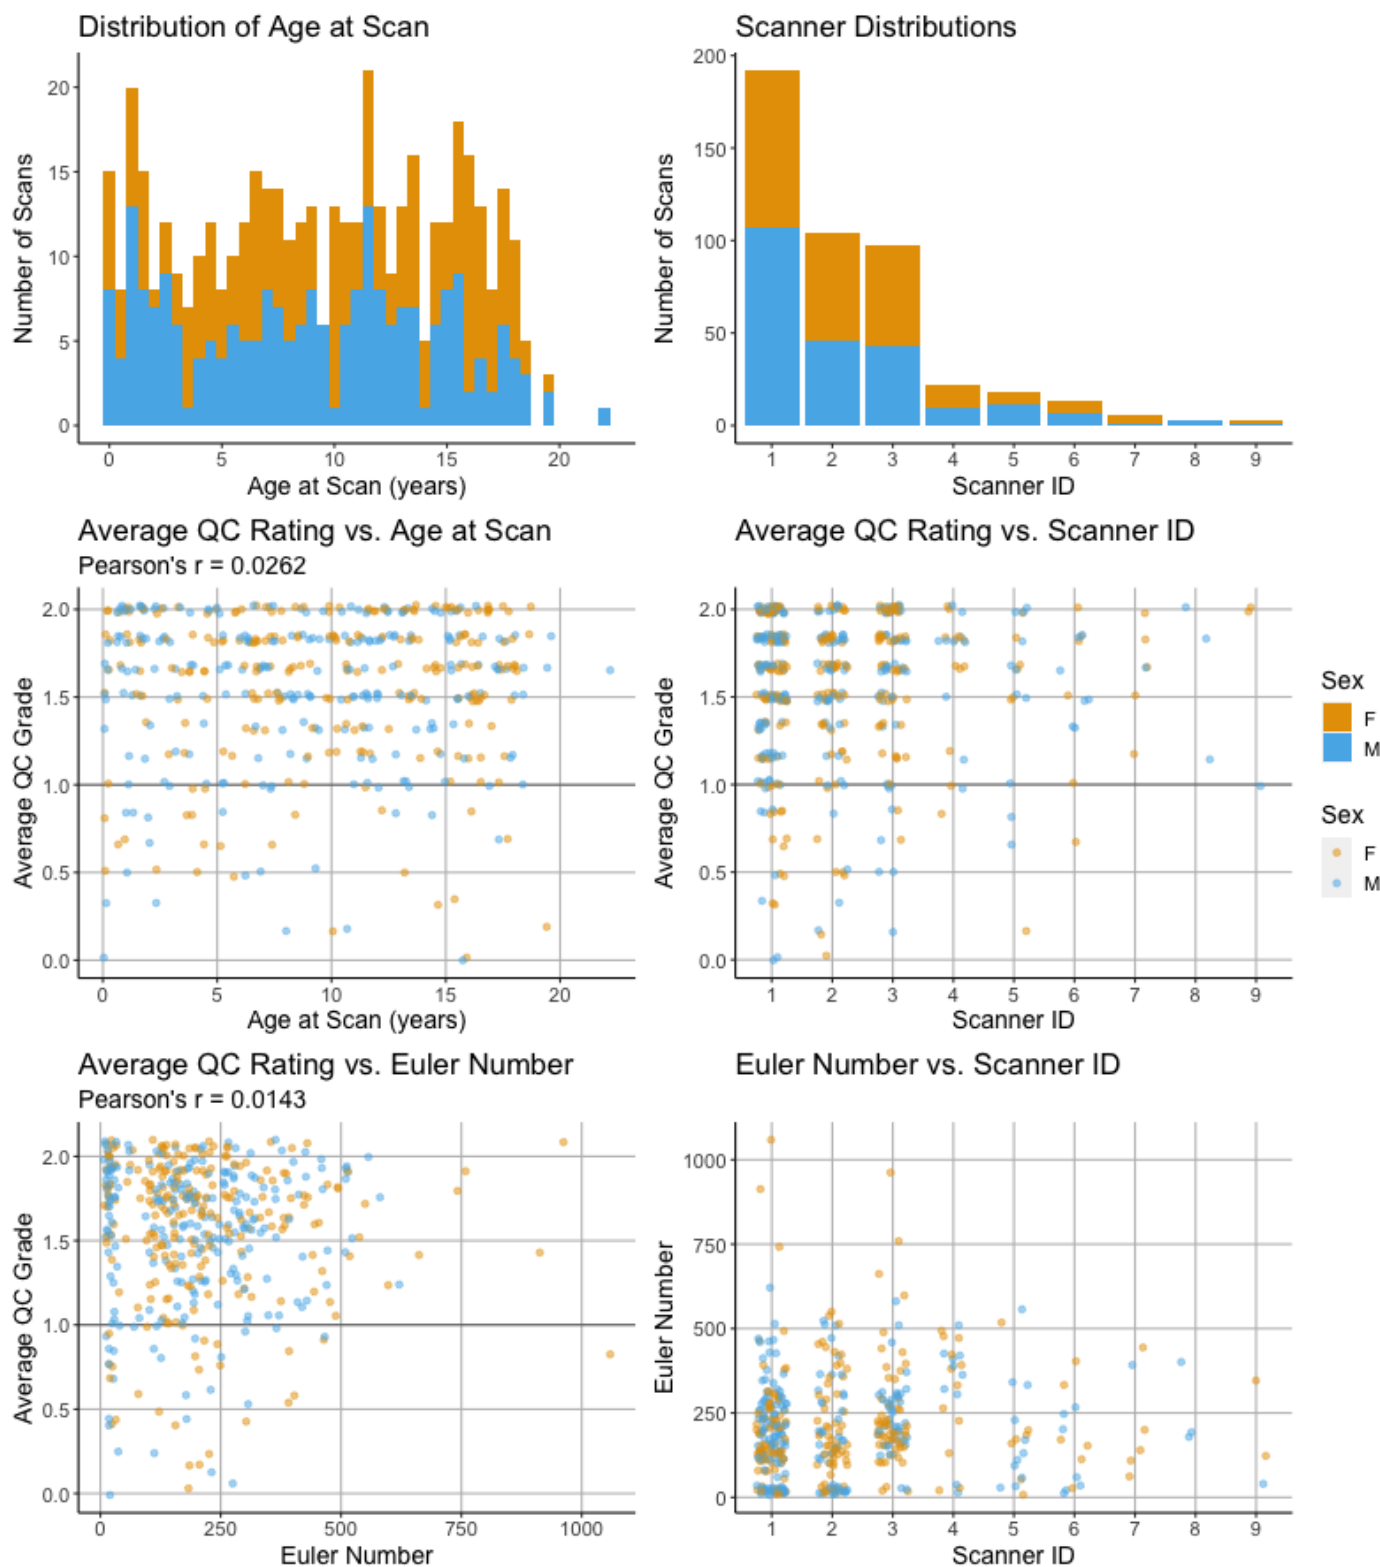 Distribution of Age at Scan
20
15
10
5
0
Number of Scans
0 5 10 15 20
Age at Scan (years)
Scanner Distributions
200
150
100
50
0
Number of Scans
1 2 3 4 5 6 7 8 9
Scanner ID
Average QC Rating vs. Age at Scan
Pearson's r = 0.0262
2.0
1.5
1.0
0.5
0.0
Average QC Grade
0 5 10 15 20
Age at Scan (years)
Average QC Rating vs. Scanner ID
2.0
1.5
1.0
0.5
0.0
Average QC Grade
1 2 3 4 5 6 7 8 9
Scanner ID
Sex
F
M
Sex
F
M
Average QC Rating vs. Euler Number
Pearson's r = 0.0143
2.0
1.5
1.0
0.5
0.0
Average QC Grade
0 250 500 750 1000
Euler Number
Euler Number vs. Scanner ID
1000
750
500
250
0
Euler Number
1 2 3 4 5 6 7 8 9
Scanner ID